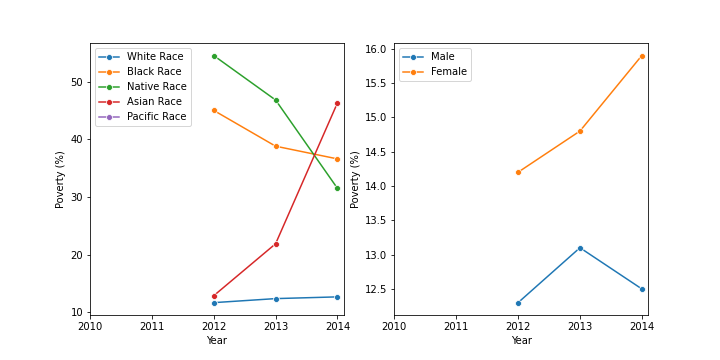 White Race
Black Race
Native Race
Asian Race
Pacific Race
50
40
30
20
10
Poverty (%)
2010 2011 2012 2013 2014
Year
Male
Female
16.0
15.5
15.0
14.5
14.0
13.5
13.0
12.5
Poverty (%)
2010 2011 2012 2013 2014
Year